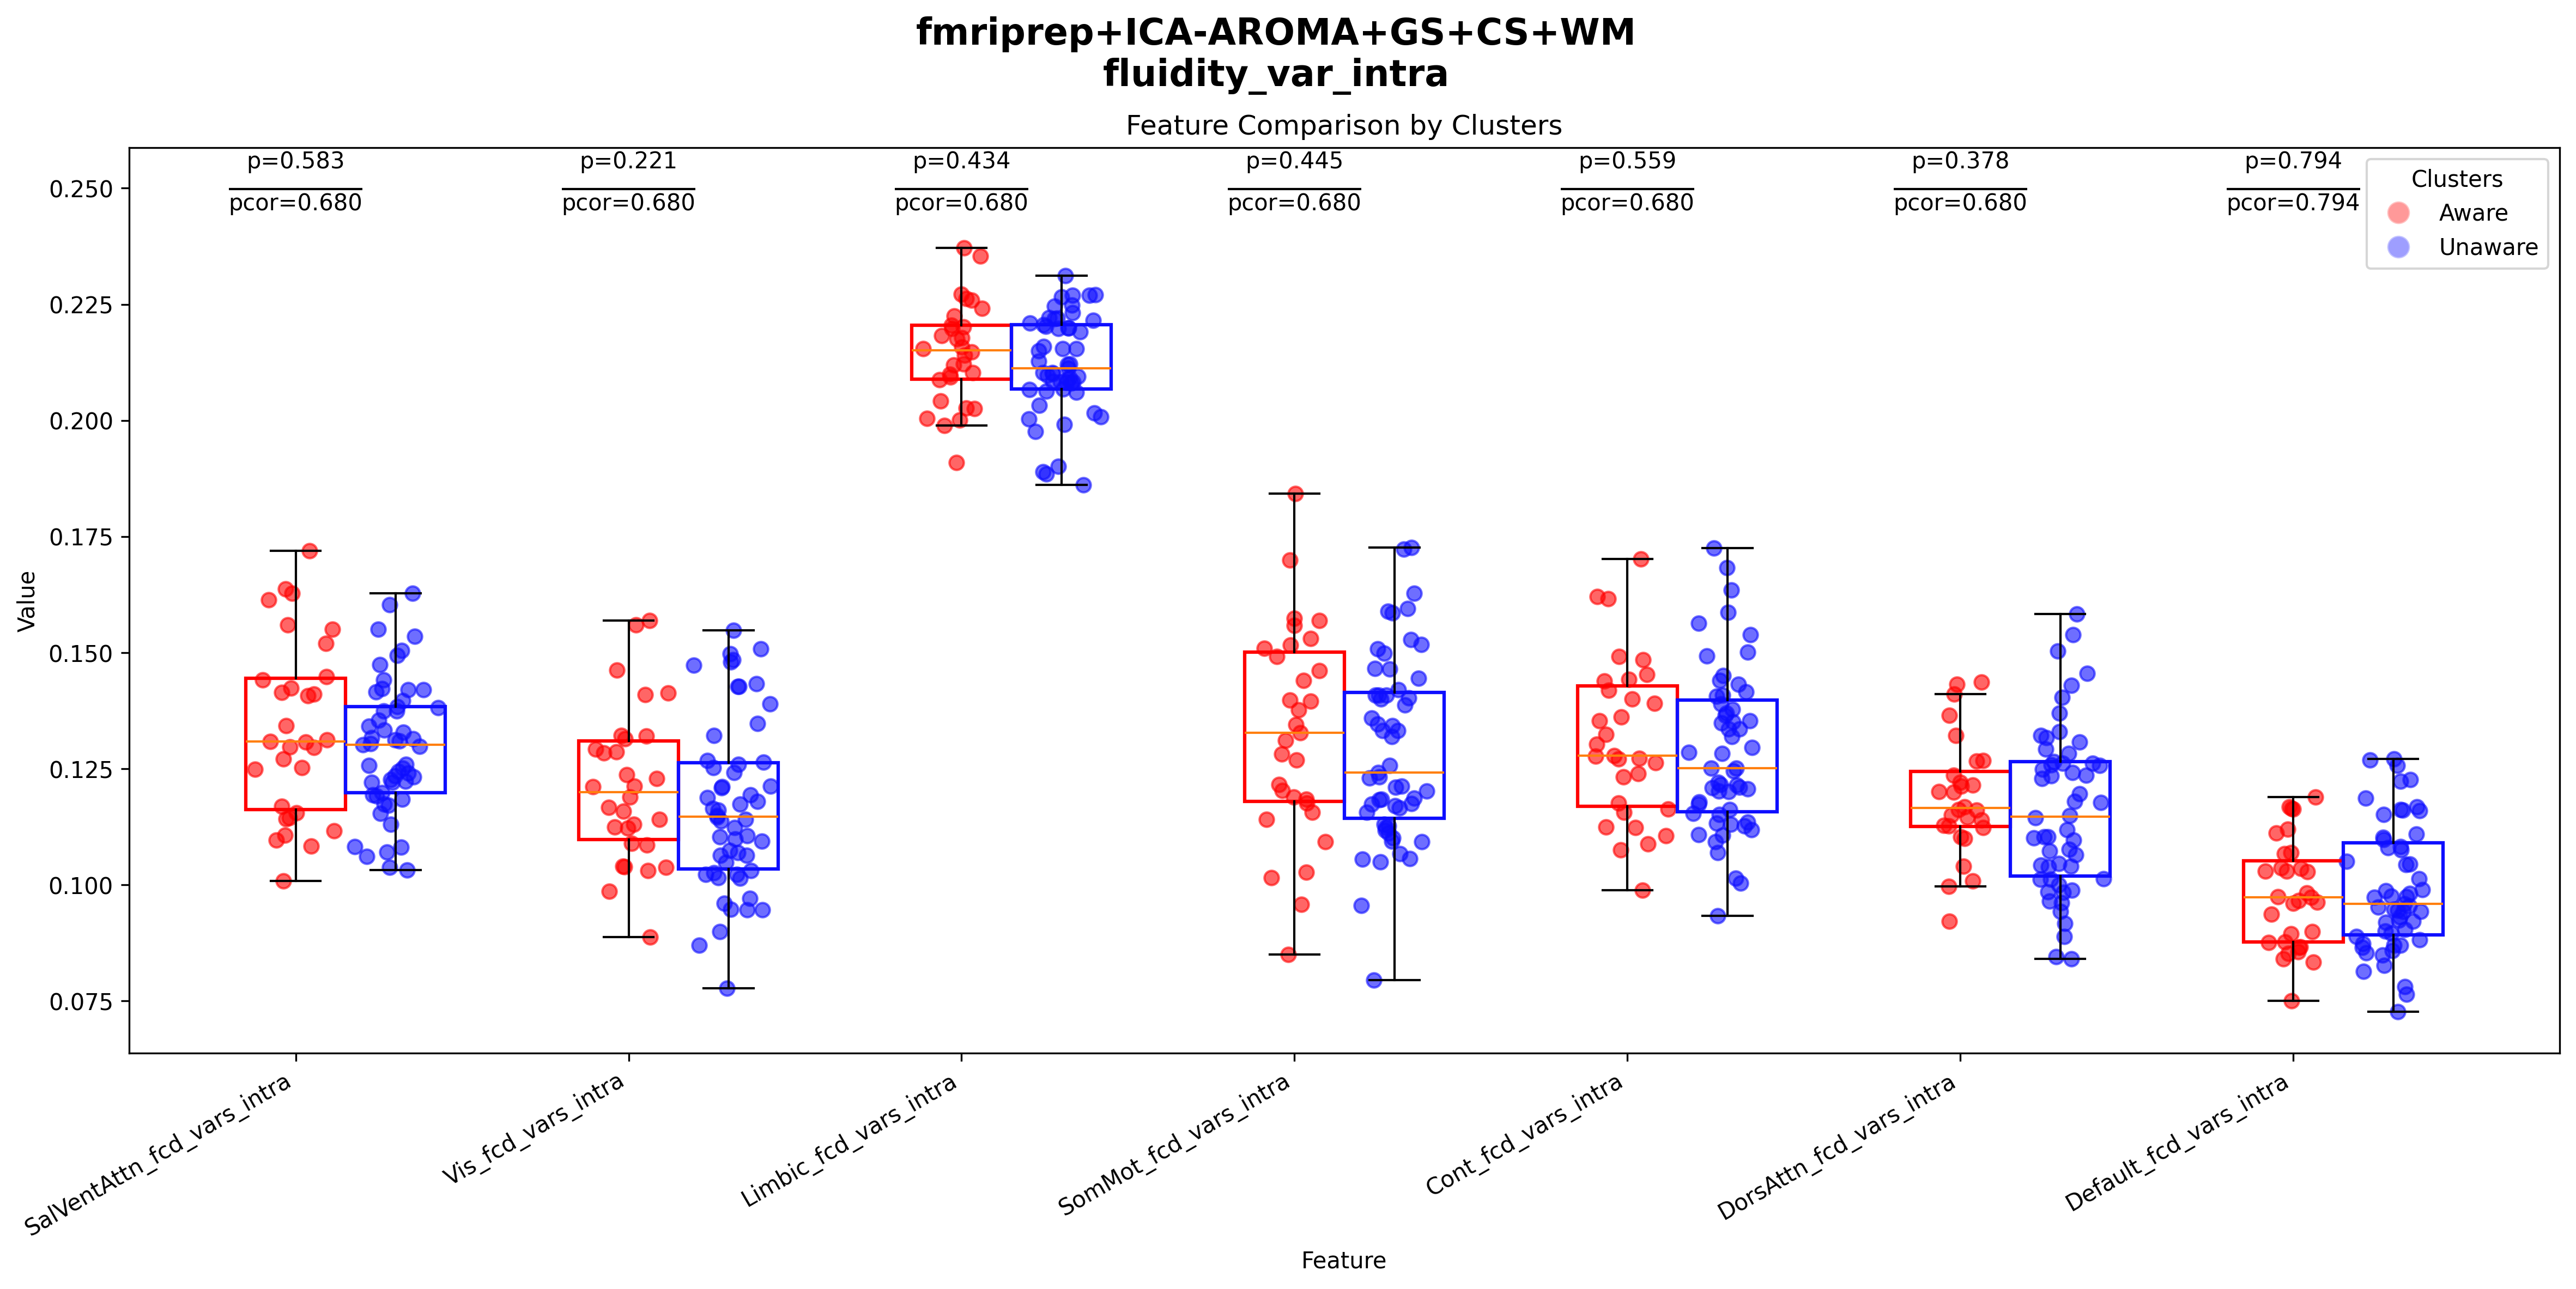 fmriprep+ICA-AROMA+GS+CS+WM
fluidity_var_intra
Feature Comparison by Clusters
p=0.583 p=0.221 p=0.434 p=0.445 p=0.559 p=0.378 p=0.794
pcor=0.680 pcor=0.680 pcor=0.680 pcor=0.680 pcor=0.680 pcor=0.680 pcor=0.794
Clusters
Aware
Unaware
Value
0.250
0.225
0.200
0.175
0.150
0.125
0.100
0.075
SalVentAttn_fcd_vars_intra
Vis_fcd_vars_intra
Limbic_fcd_vars_intra
SomMot_fcd_vars_intra
Cont_fcd_vars_intra
DorsAttn_fcd_vars_intra
Default_fcd_vars_intra
Feature